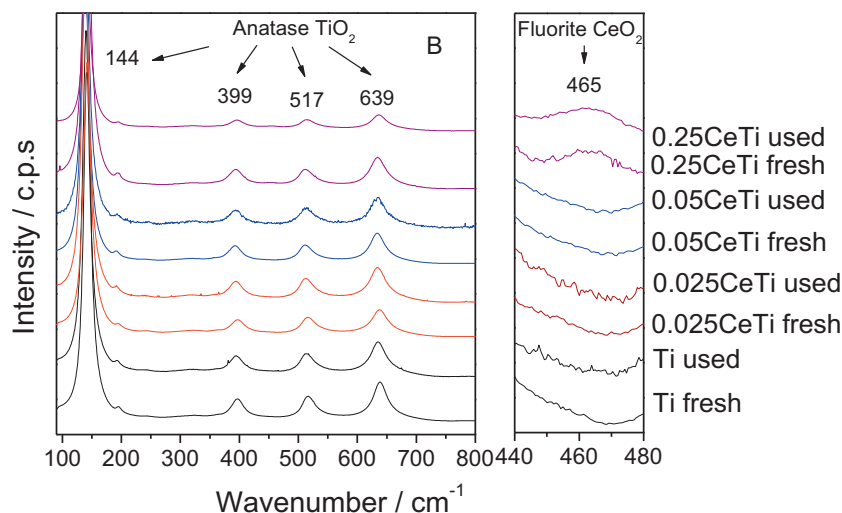 Anatase TiO2
B
144
399
517
639
Fluorite CeO2
465
0.25CeTi used
0.25CeTi fresh
0.05CeTi used
0.05CeTi fresh
0.025CeTi used
0.025CeTi fresh
Ti used
Ti fresh
Intensity / c.p.s
100 200 300 400 500 600 700 800
440 460 480
Wavenumber / cm-1